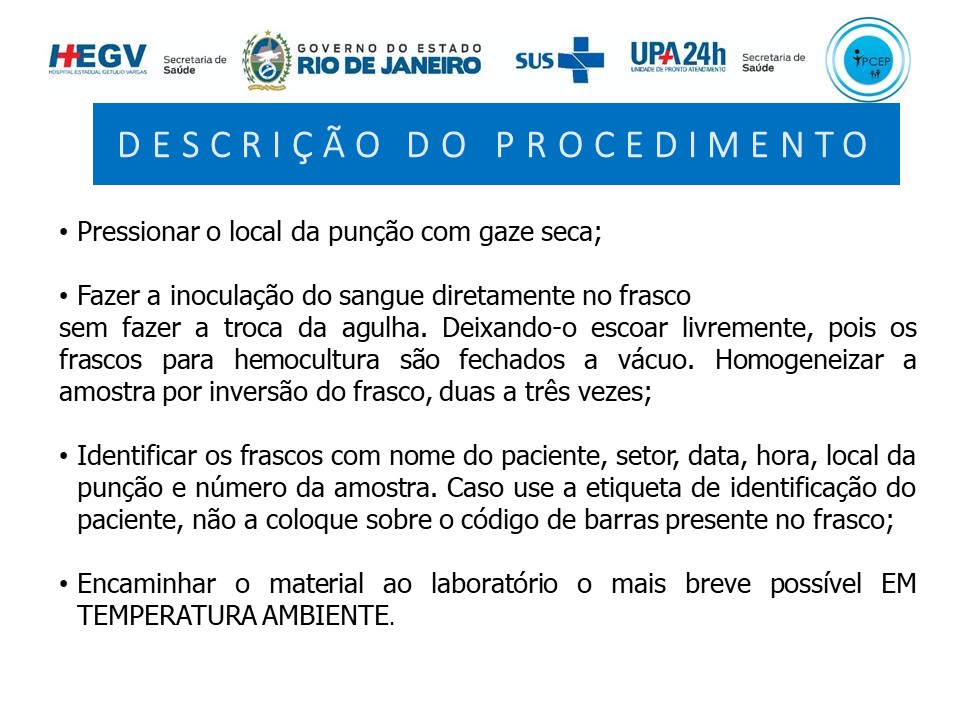 HEGV
HOSPITAL ESTADUAL GETÚLIO VARGAS
Secretaria de
Saúde
GOVERNO DO ESTADO
RIO DE JANEIRO
SUS
UPA24h
UNIDADE DE PRONTO ATENDIMENTO
Secretaria de
Saúde
PCEP
DESCRIÇÃO DO PROCEDIMENTO
• Pressionar o local da punção com gaze seca;
• Fazer a inoculação do sangue diretamente no frasco
sem fazer a troca da agulha. Deixando-o escoar livremente, pois os
frascos para hemocultura são fechados a vácuo. Homogeneizar a
amostra por inversão do frasco, duas a três vezes;
• Identificar os frascos com nome do paciente, setor, data, hora, local da
punção e número da amostra. Caso use a etiqueta de identificação do
paciente, não a coloque sobre o código de barras presente no frasco;
• Encaminhar o material ao laboratório o mais breve possível EM
TEMPERATURA AMBIENTE.